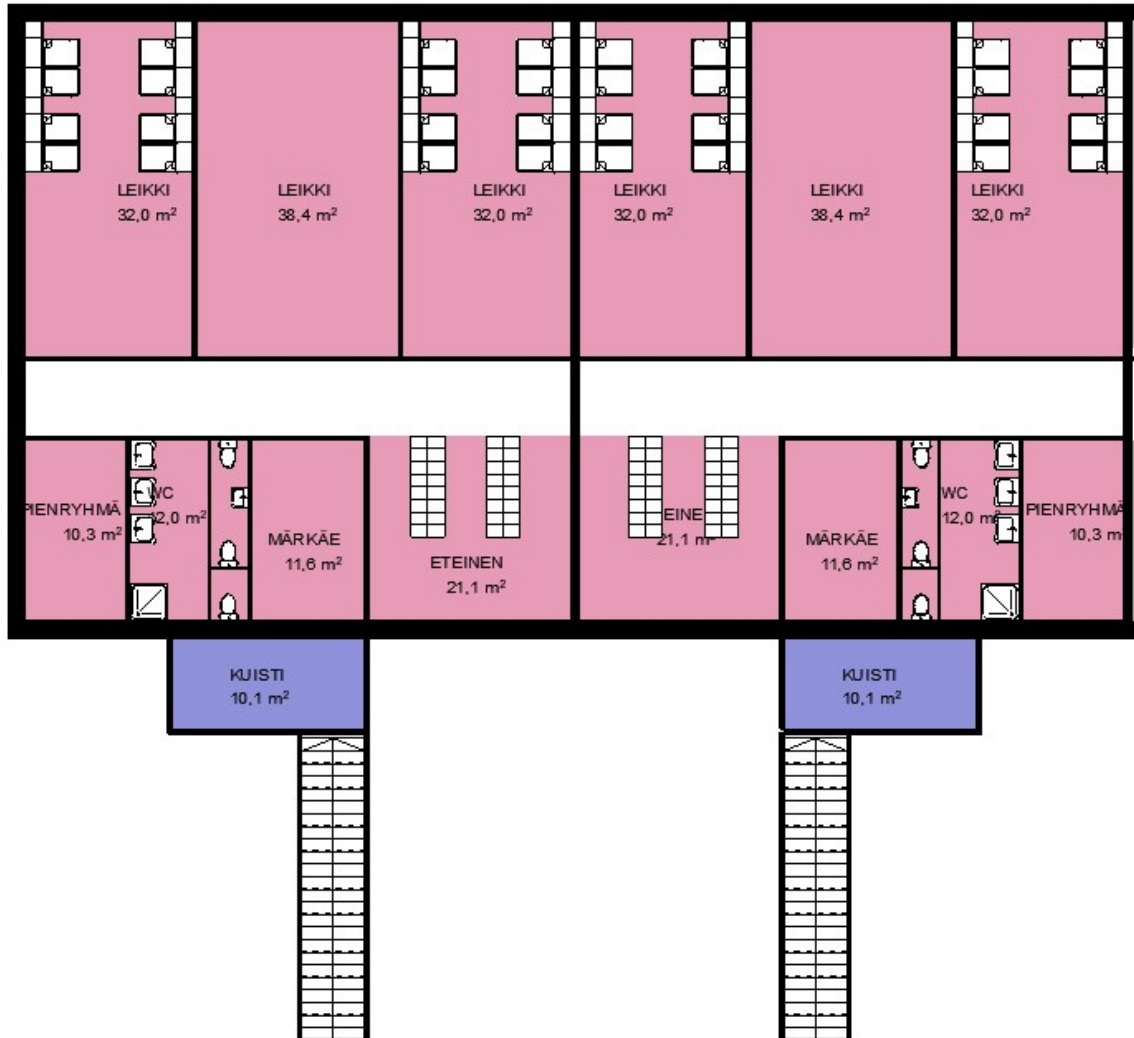 LEIKKI
32,0 m²
LEIKKI
38,4 m²
LEIKKI
32,0 m²
LEIKKI
32,0 m²
LEIKKI
38,4 m²
LEIKKI
32,0 m²
PIENRYHMÄ
10,3 m²
WC
12,0 m²
MÄRKÄE
11,6 m²
ETEINEN
21,1 m²
EINE
21,1 m²
MÄRKÄE
11,6 m²
WC
12,0 m²
PIENRYHMÄ
10,3 m²
KUISTI
10,1 m²
KUISTI
10,1 m²